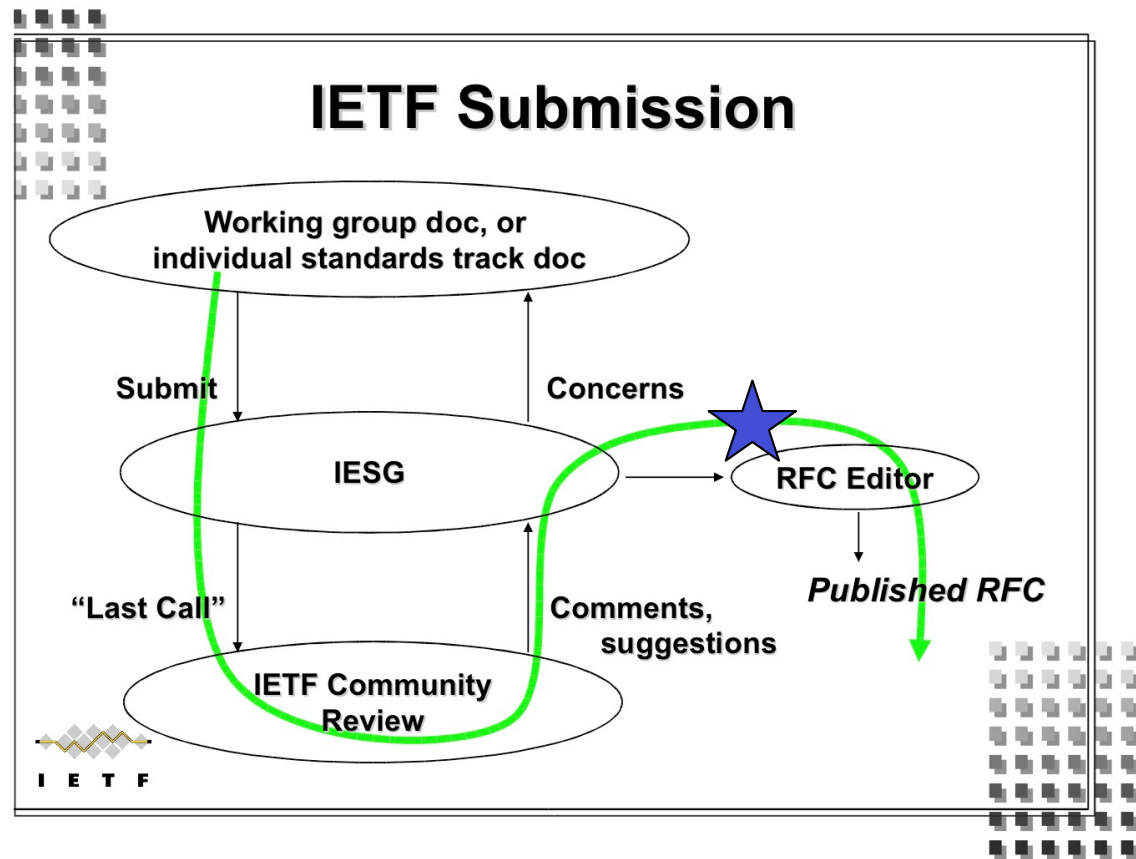 IETF Submission
Working group doc, or
individual standards track doc
Submit
Concerns
IESG
RFC Editor
Published RFC
“Last Call”
Comments,
suggestions
IETF Community
Review
I E T F